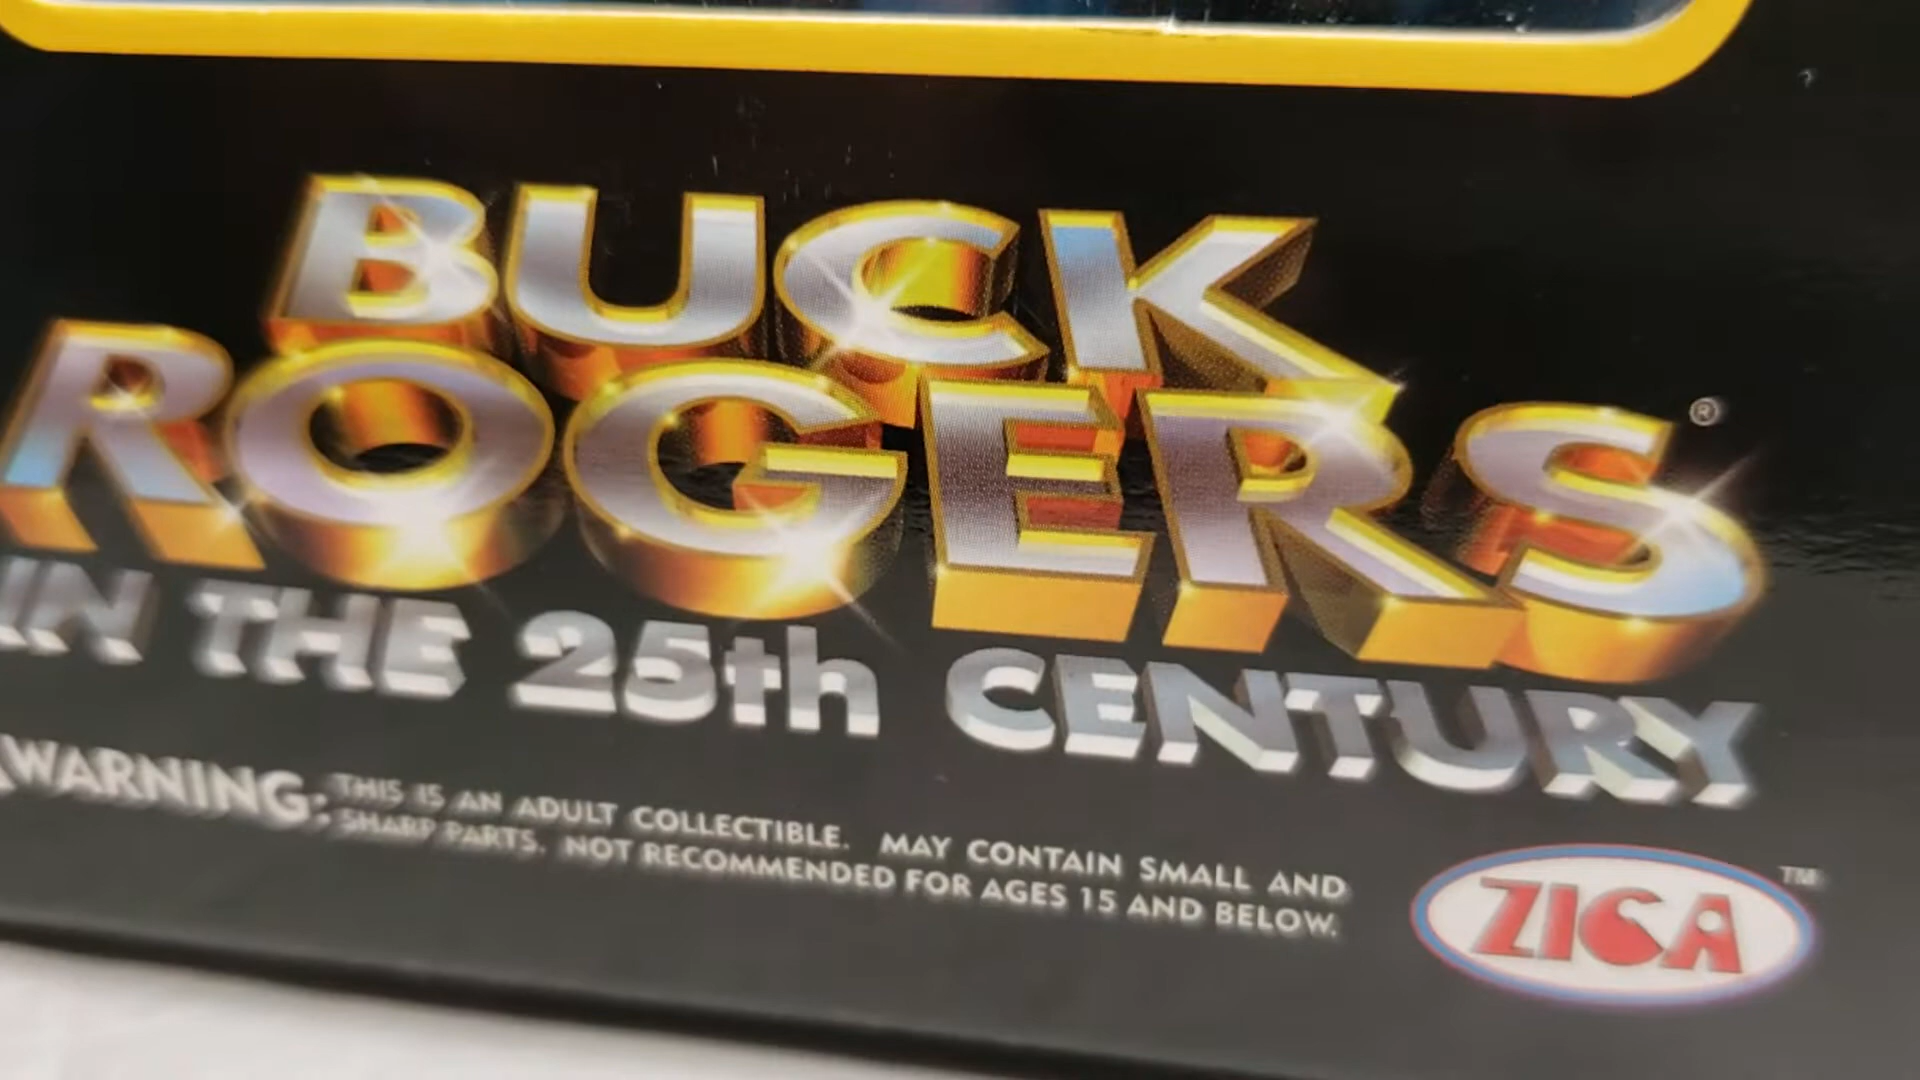 BUCK
ROGERS®
IN THE 25th CENTURY
WARNING: THIS IS AN ADULT COLLECTIBLE. MAY CONTAIN SMALL AND
SHARP PARTS. NOT RECOMMENDED FOR AGES 15 AND BELOW.
ZICA™